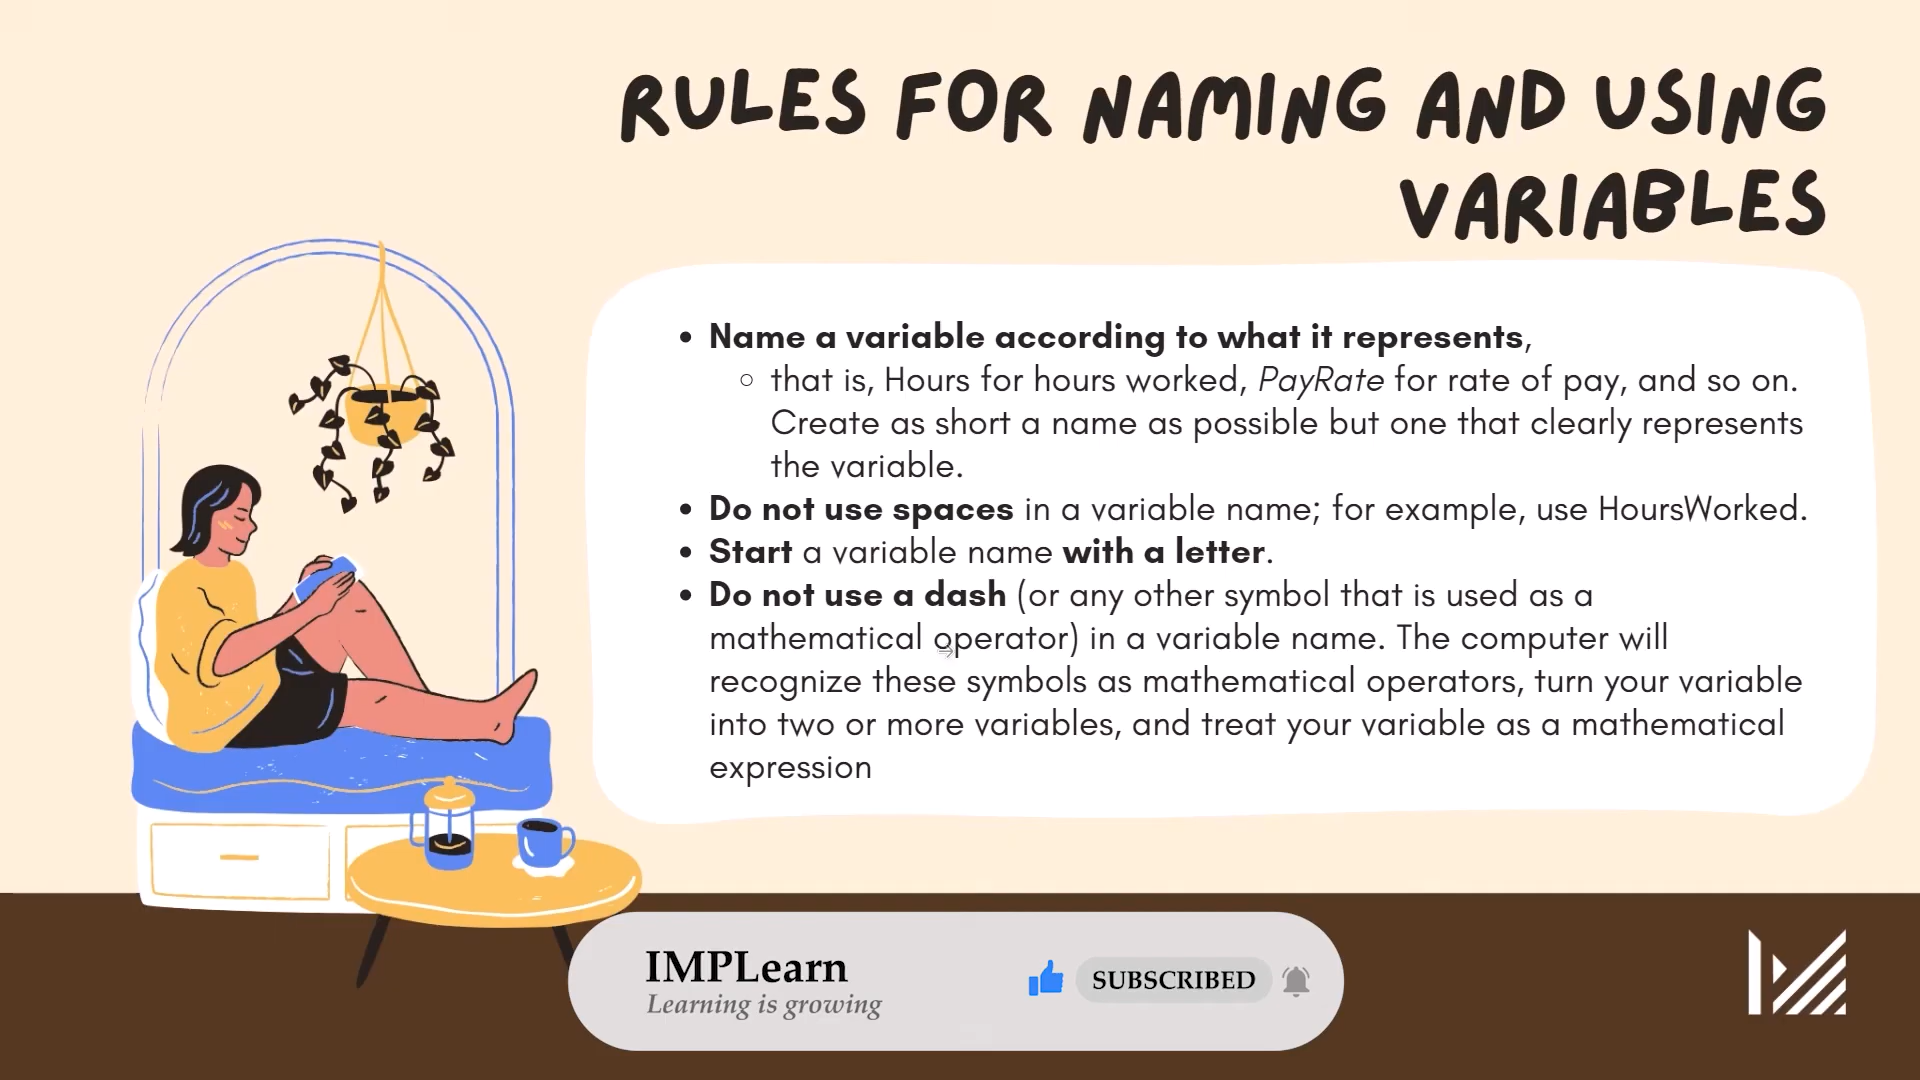 RULES FOR NAMING AND USING
VARIABLES
• Name a variable according to what it represents,
○ that is, Hours for hours worked, PayRate for rate of pay, and so on.
Create as short a name as possible but one that clearly represents
the variable.
• Do not use spaces in a variable name; for example, use HoursWorked.
• Start a variable name with a letter.
• Do not use a dash (or any other symbol that is used as a
mathematical operator) in a variable name. The computer will
recognize these symbols as mathematical operators, turn your variable
into two or more variables, and treat your variable as a mathematical
expression
IMPLearn
Learning is growing
SUBSCRIBED